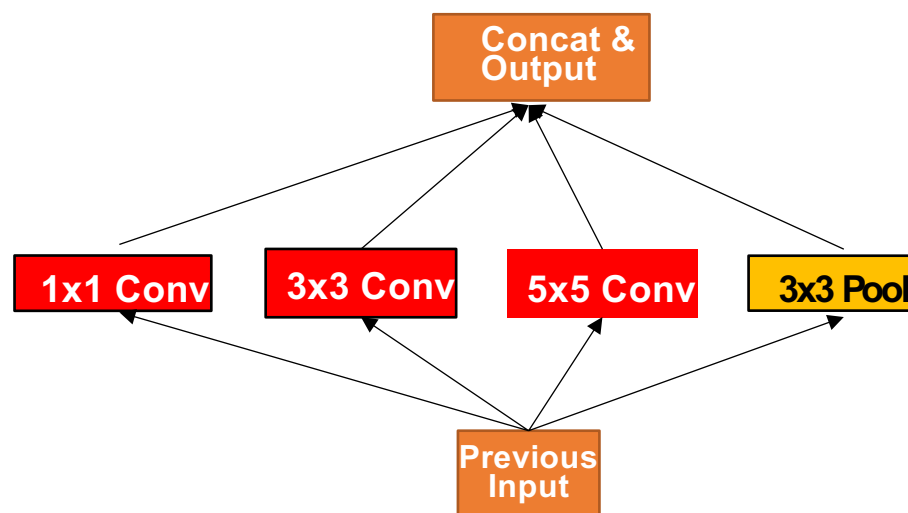 Concat &
Output
1x1 Conv
3x3 Conv
5x5 Conv
3x3 Pool
Previous
Input